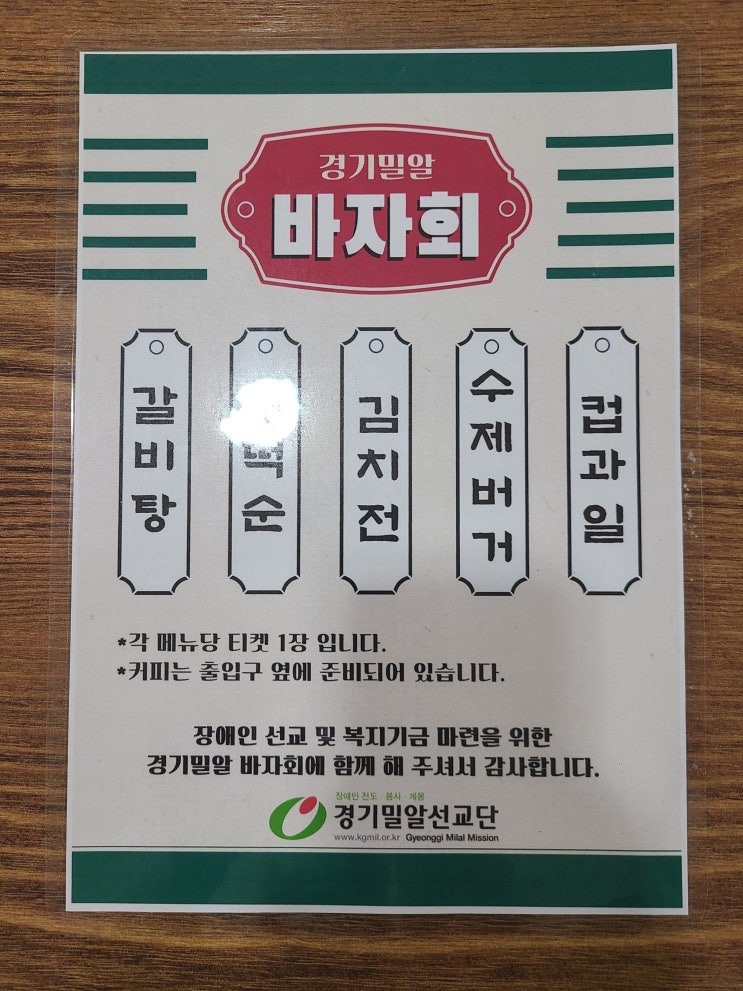 경기밀알
바자회
갈비탕
떡순
김치전
수제버거
컵과일
*각 메뉴당 티켓 1장 입니다.
*커피는 출입구 옆에 준비되어 있습니다.
장애인 선교 및 복지기금 마련을 위한
경기밀알 바자회에 함께 해 주셔서 감사합니다.
장애인 전도 · 봉사 · 계몽
경기밀알선교단
www.kgmil.or.kr Gyeonggi Milal Mission